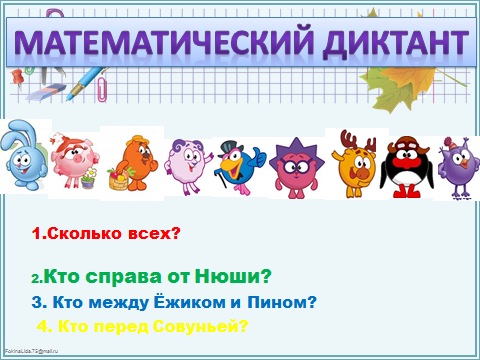 МАТЕМАТИЧЕСКИЙ ДИКТАНТ
1.Сколько всех?
2.Кто справа от Нюши?
3. Кто между Ёжиком и Пином?
4. Кто перед Совуньей?
FokinaLida.75@mail.ru